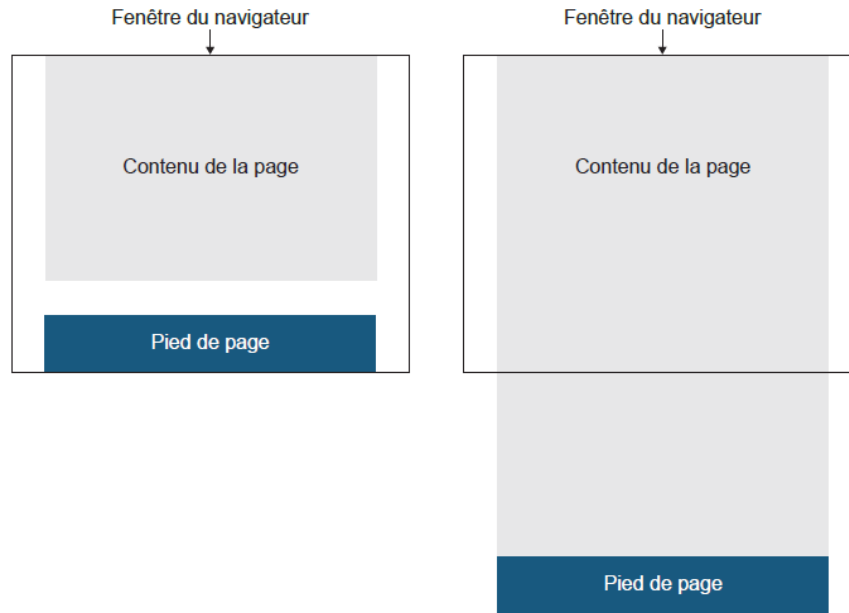 Fenêtre du navigateur
Fenêtre du navigateur
Contenu de la page
Contenu de la page
Pied de page
Pied de page